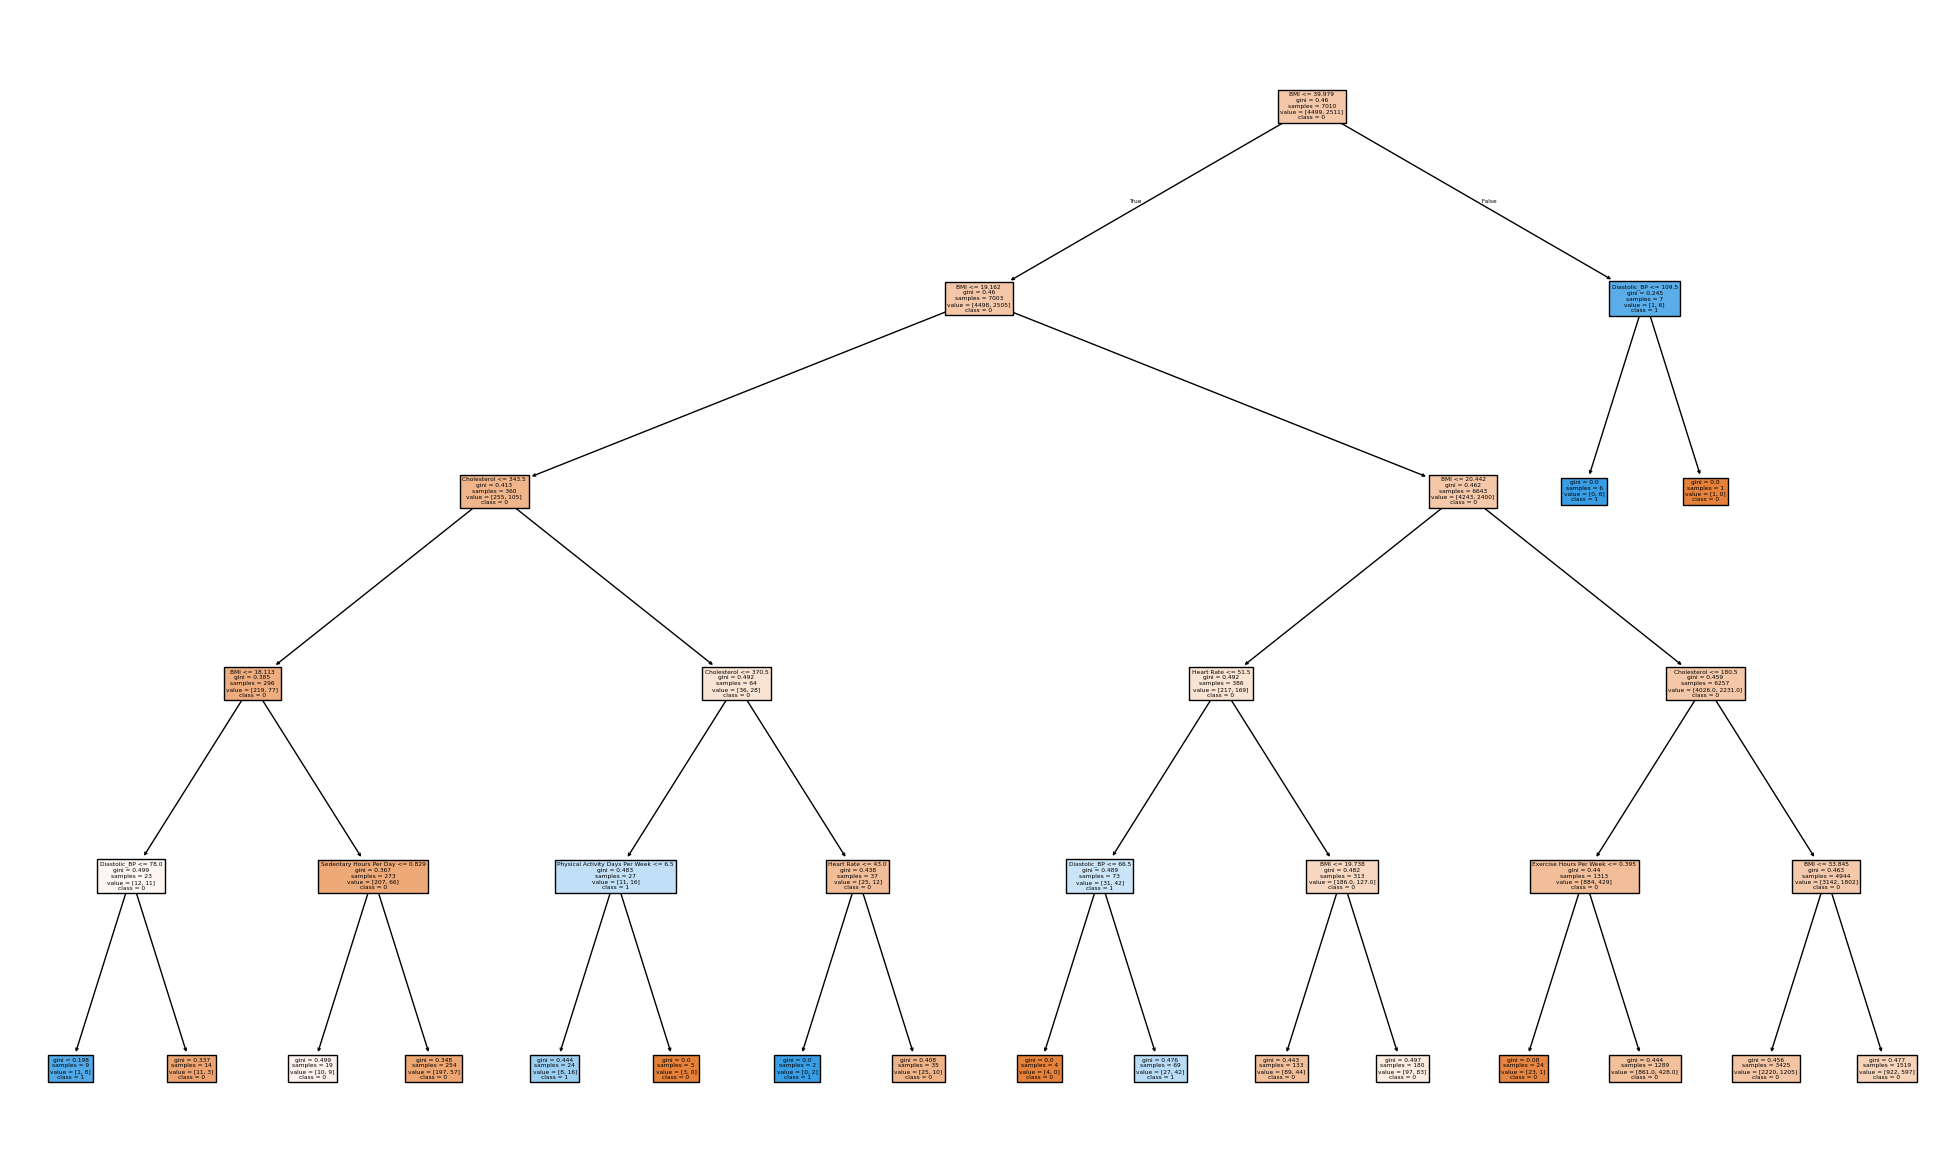 BMI <= 39.979
gini = 0.46
samples = 7010
value = [4499, 2511]
class = 0
True
False
BMI <= 19.162
gini = 0.46
samples = 7003
value = [4498, 2505]
class = 0
Diastolic_BP <= 109.5
gini = 0.245
samples = 7
value = [1, 6]
class = 1
Cholesterol <= 343.5
gini = 0.413
samples = 360
value = [255, 105]
class = 0
BMI <= 20.442
gini = 0.462
samples = 6643
value = [4243, 2400]
class = 0
gini = 0.0
samples = 6
value = [0, 6]
class = 1
gini = 0.0
samples = 1
value = [1, 0]
class = 0
BMI <= 18.113
gini = 0.385
samples = 296
value = [219, 77]
class = 0
Cholesterol <= 370.5
gini = 0.492
samples = 64
value = [36, 28]
class = 0
Heart Rate <= 51.5
gini = 0.492
samples = 386
value = [217, 169]
class = 0
Cholesterol <= 180.5
gini = 0.459
samples = 6257
value = [4026.0, 2231.0]
class = 0
Diastolic_BP <= 78.0
gini = 0.499
samples = 23
value = [12, 11]
class = 0
Sedentary Hours Per Day <= 0.829
gini = 0.367
samples = 273
value = [207, 66]
class = 0
Physical Activity Days Per Week <= 6.5
gini = 0.483
samples = 27
value = [11, 16]
class = 1
Heart Rate <= 43.0
gini = 0.438
samples = 37
value = [25, 12]
class = 0
Diastolic_BP <= 66.5
gini = 0.489
samples = 73
value = [31, 42]
class = 1
BMI <= 19.738
gini = 0.482
samples = 313
value = [186.0, 127.0]
class = 0
Exercise Hours Per Week <= 0.395
gini = 0.44
samples = 1313
value = [884, 429]
class = 0
BMI <= 33.845
gini = 0.463
samples = 4944
value = [3142, 1802]
class = 0
gini = 0.198
samples = 9
value = [1, 8]
class = 1
gini = 0.337
samples = 14
value = [11, 3]
class = 0
gini = 0.499
samples = 19
value = [10, 9]
class = 0
gini = 0.348
samples = 254
value = [197, 57]
class = 0
gini = 0.444
samples = 24
value = [8, 16]
class = 1
gini = 0.0
samples = 3
value = [3, 0]
class = 0
gini = 0.0
samples = 2
value = [0, 2]
class = 1
gini = 0.408
samples = 35
value = [25, 10]
class = 0
gini = 0.0
samples = 4
value = [4, 0]
class = 0
gini = 0.476
samples = 69
value = [27, 42]
class = 1
gini = 0.443
samples = 133
value = [89, 44]
class = 0
gini = 0.497
samples = 180
value = [97, 83]
class = 0
gini = 0.08
samples = 24
value = [23, 1]
class = 0
gini = 0.444
samples = 1289
value = [861.0, 428.0]
class = 0
gini = 0.456
samples = 3425
value = [2220, 1205]
class = 0
gini = 0.477
samples = 1519
value = [922, 597]
class = 0